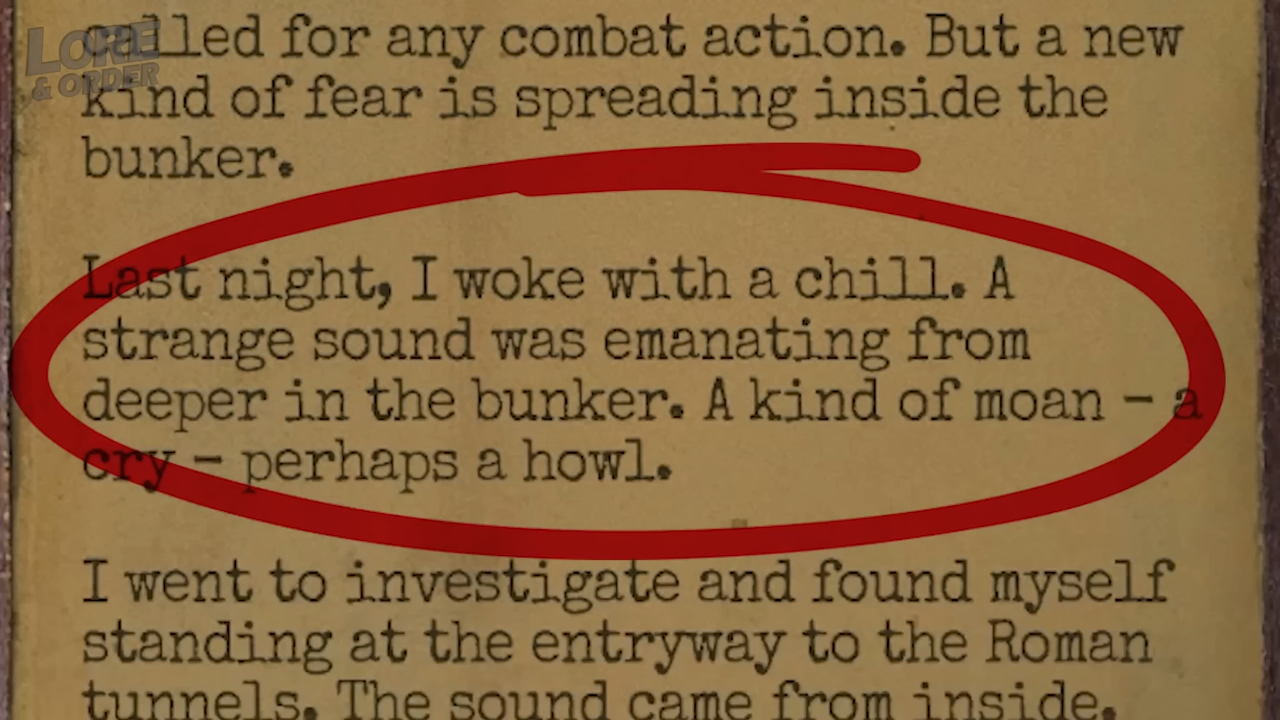 LORE
& ORDER
called for any combat action. But a new
kind of fear is spreading inside the
bunker.
Last night, I woke with a chill. A
strange sound was emanating from
deeper in the bunker. A kind of moan – a
cry – perhaps a howl.
I went to investigate and found myself
standing at the entryway to the Roman
tunnels. The sound came from inside.